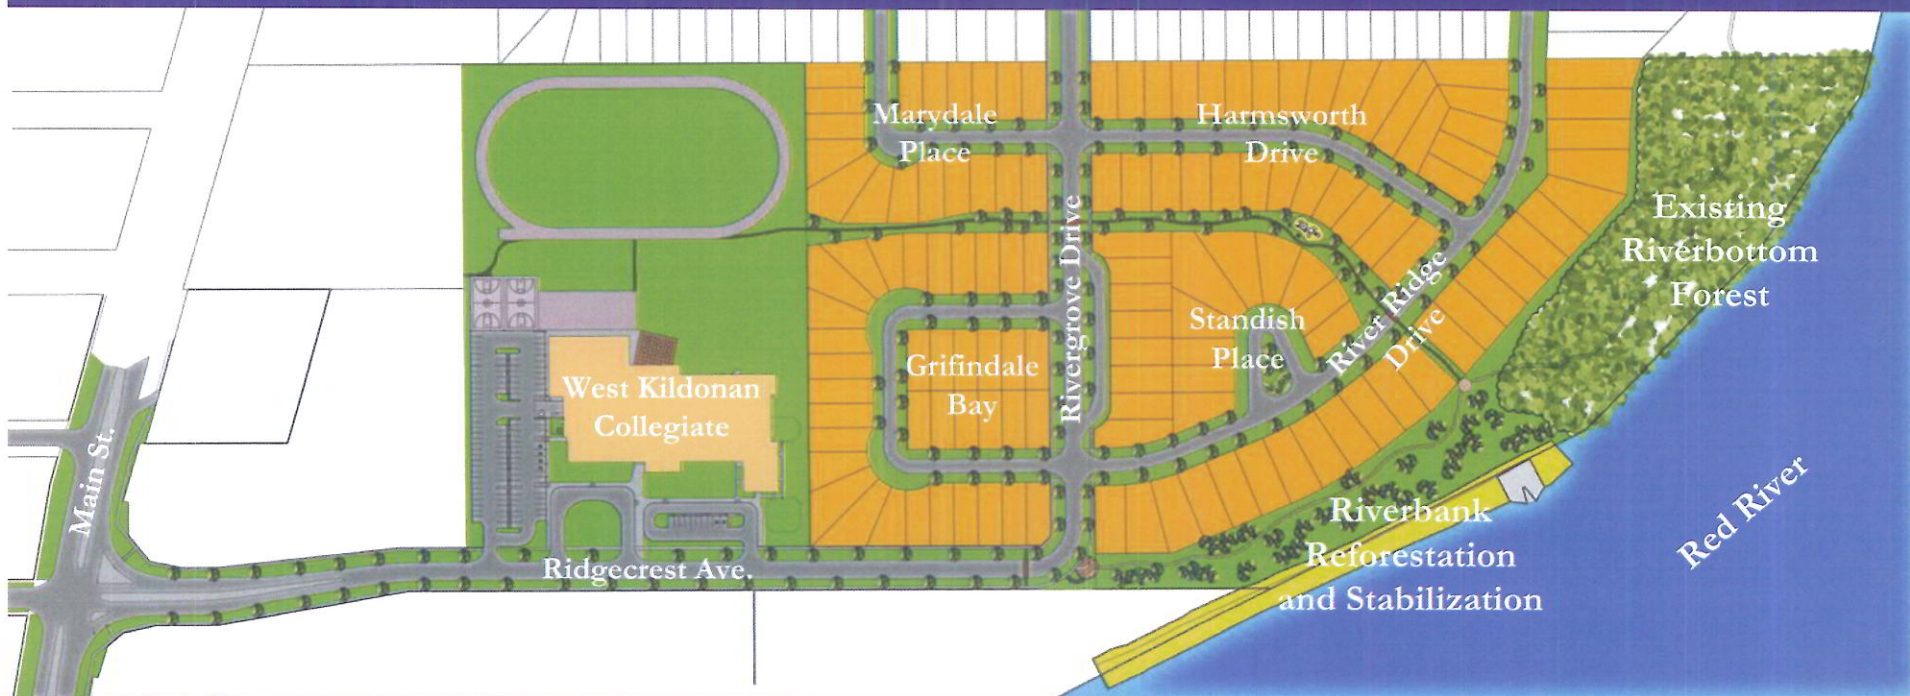 Marydale
Place
Harmsworth
Drive
Existing
Riverbottom
Forest
Rivergrove Drive
River Ridge
Drive
Standish
Place
Grifindale
Bay
West Kildonan
Collegiate
Main St.
Ridgecrest Ave.
Riverbank
Reforestation
and Stabilization
Red River